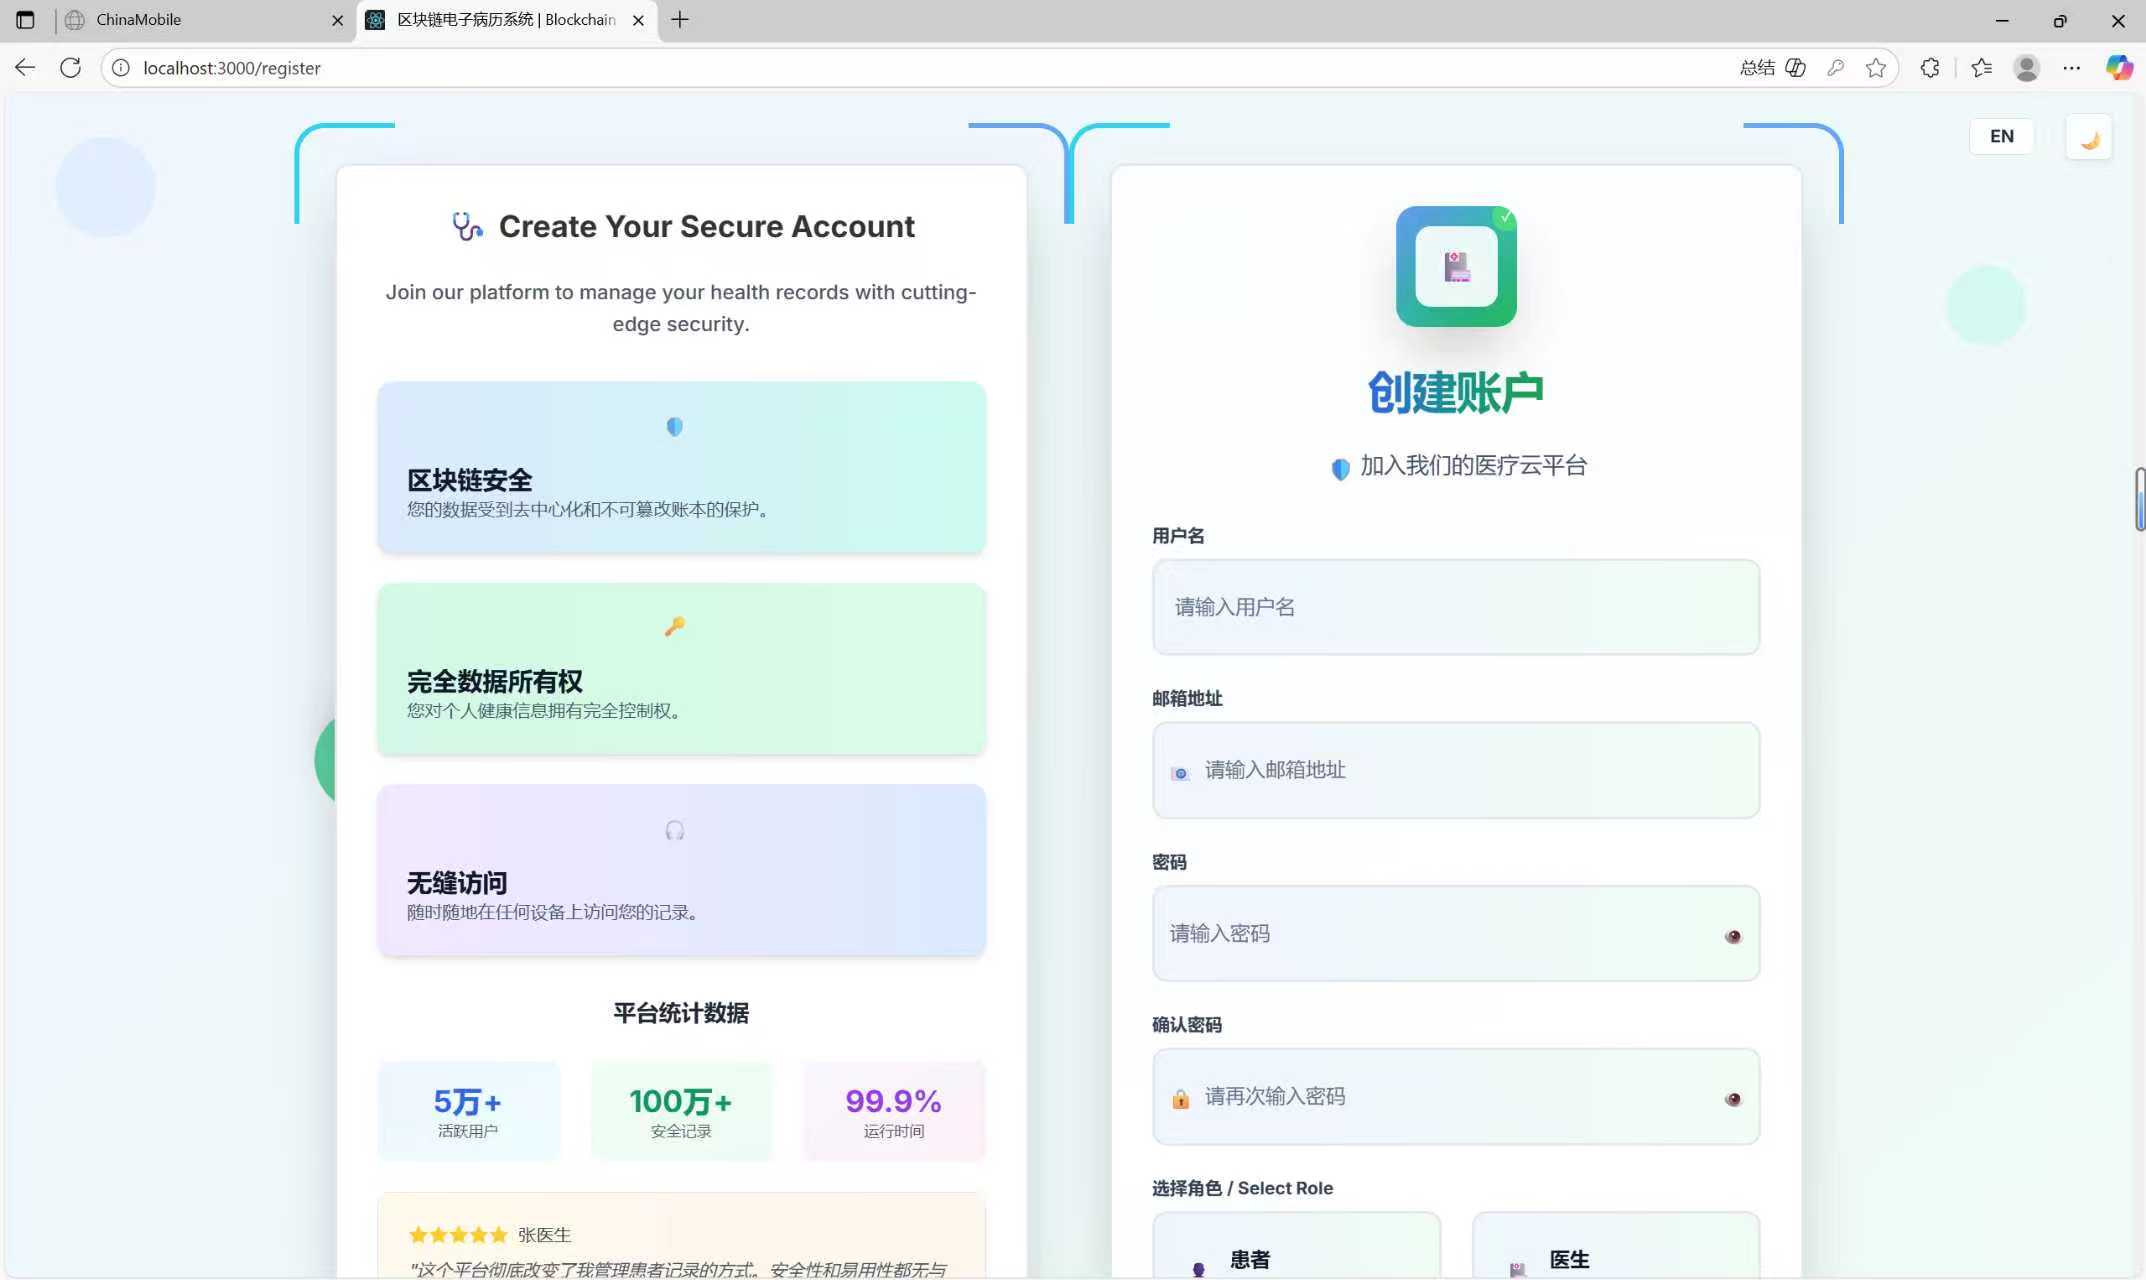 ChinaMobile
区块链电子病历系统 | Blockchain
localhost:3000/register
总结
EN
Create Your Secure Account
Join our platform to manage your health records with cutting-
edge security.
区块链安全
您的数据受到去中心化和不可篡改账本的保护。
完全数据所有权
您对个人健康信息拥有完全控制权。
无缝访问
随时随地在任何设备上访问您的记录。
平台统计数据
5万+
活跃用户
100万+
安全记录
99.9%
运行时间
张医生
"这个平台彻底改变了我管理患者记录的方式。安全性和易用性都无与
创建账户
加入我们的医疗云平台
用户名
请输入用户名
邮箱地址
请输入邮箱地址
密码
请输入密码
确认密码
请再次输入密码
选择角色 / Select Role
患者
医生